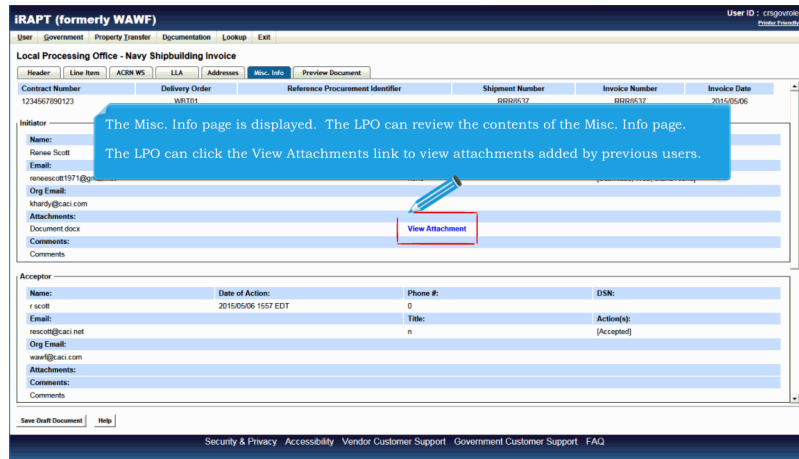 iRAPT (formerly WAWF)
User ID : crsgovrole
Printer Friendly
User Government Property Transfer Documentation Lookup Exit
Local Processing Office - Navy Shipbuilding Invoice
Header Line Item ACRN WS LLA Addresses Misc. Info Preview Document
Contract Number Delivery Order Reference Procurement Identifier Shipment Number Invoice Number Invoice Date
1234567890123 WBT01 RRR8537 RRR8537 2015/05/06
The Misc. Info page is displayed. The LPO can review the contents of the Misc. Info page.
The LPO can click the View Attachments link to view attachments added by previous users.
Initiator
Name:
Renee Scott
Email:
Org Email:
khardy@caci.com
Attachments:
Document.docx View Attachment
Comments:
Comments
Acceptor
Name: Date of Action: Phone #: DSN:
r scott 2015/05/06 1557 EDT 0
Email: Title: Action(s):
rescott@caci.net n [Accepted]
Org Email:
wawf@caci.com
Attachments:
Comments:
Comments
Save Draft Document Help
Security & Privacy Accessibility Vendor Customer Support Government Customer Support FAQ